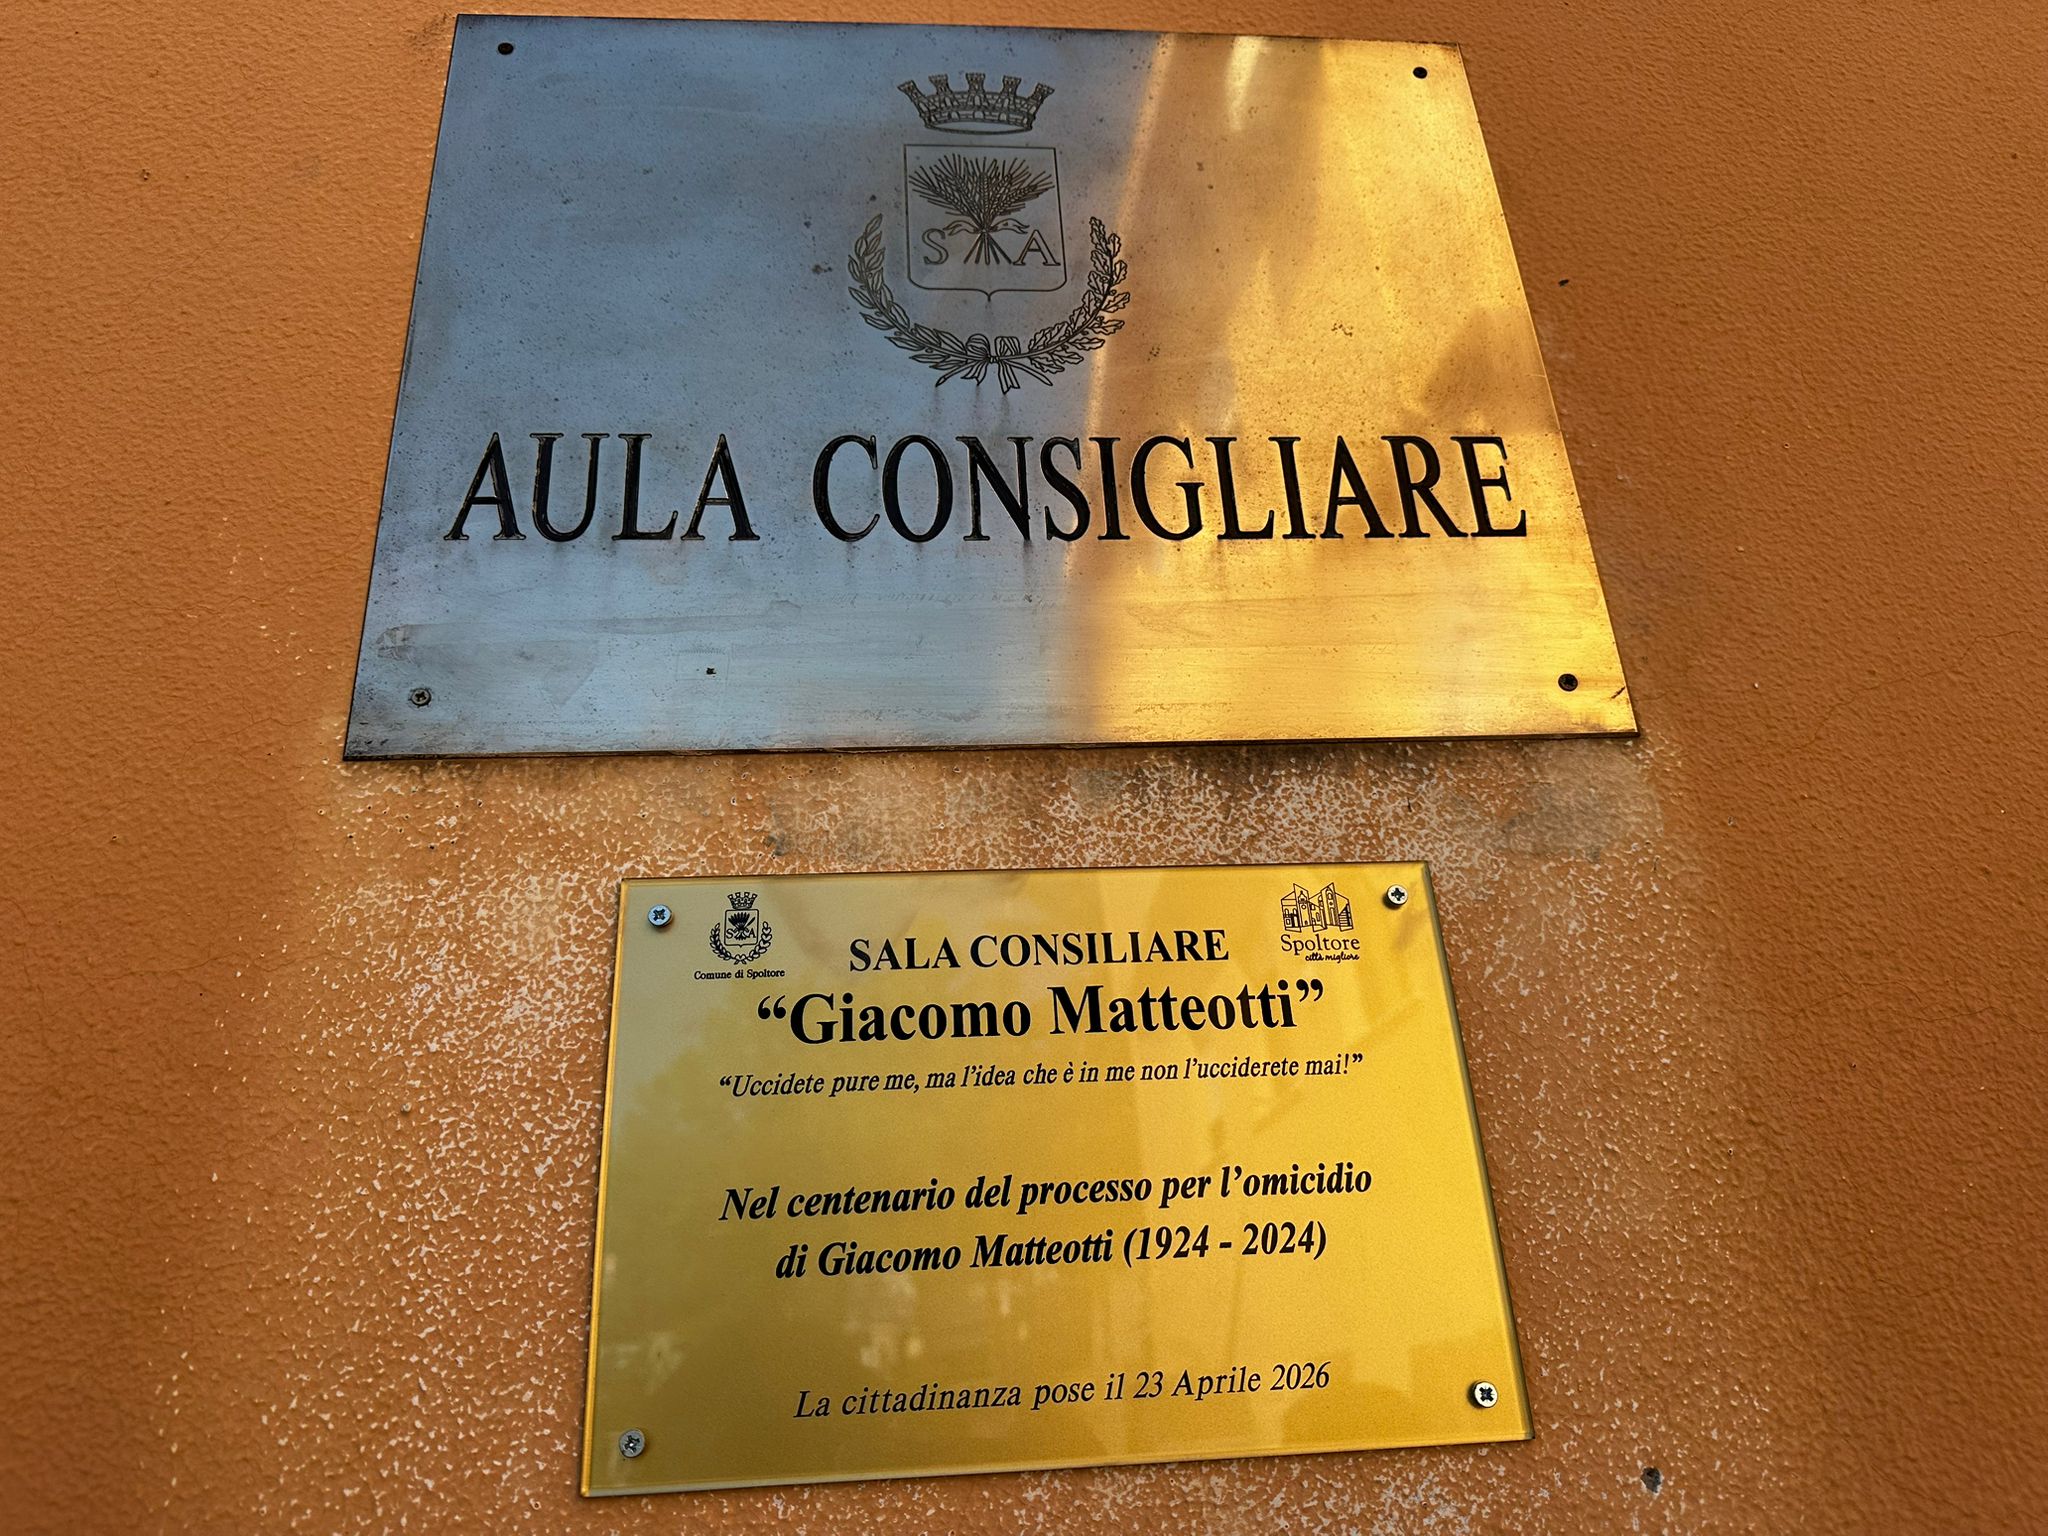 S A
AULA CONSIGLIARE
S A
Comune di Spoltore
Spoltore
città migliore
SALA CONSILIARE
“Giacomo Matteotti”
“Uccidete pure me, ma l’idea che è in me non l’ucciderete mai!”
Nel centenario del processo per l’omicidio
di Giacomo Matteotti (1924 - 2024)
La cittadinanza pose il 23 Aprile 2026